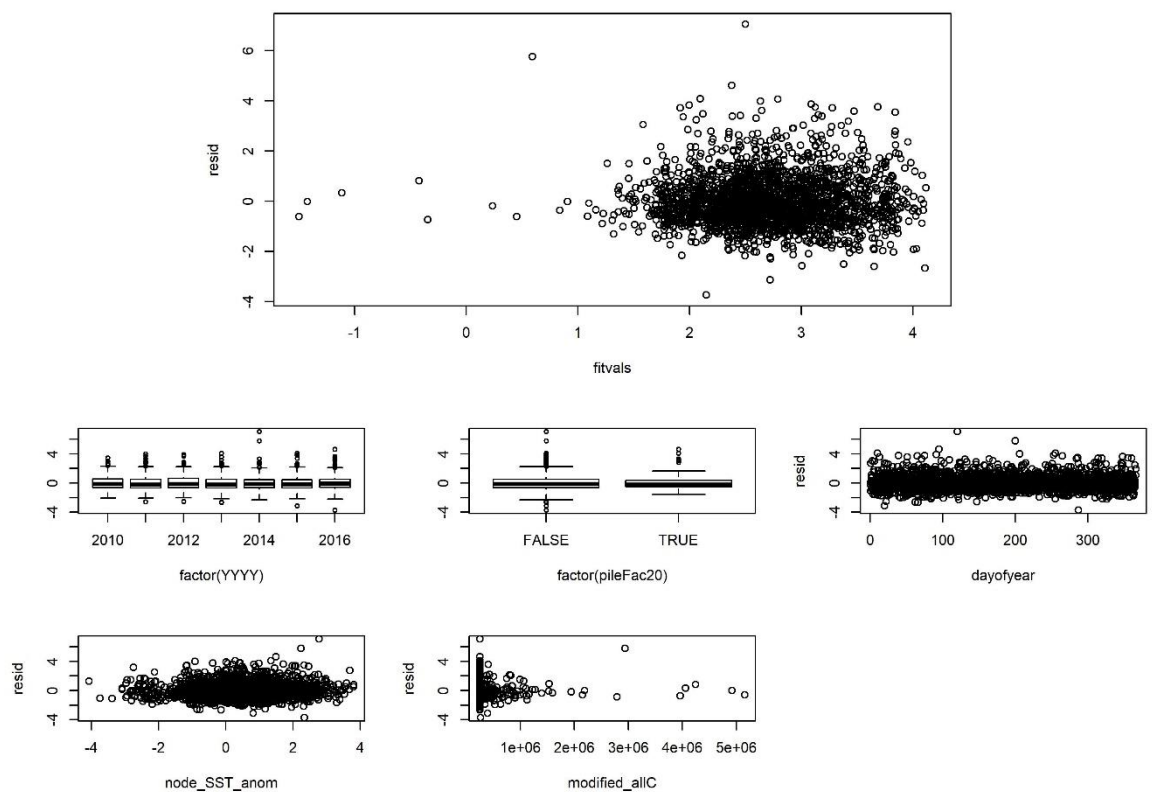 resid
6
4
2
0
-2
-4
-1 0 1 2 3 4
fitvals
4
0
-4
2010 2012 2014 2016
factor(YYYY)
4
0
-4
FALSE TRUE
factor(pileFac20)
resid
4
0
-4
0 100 200 300
dayofyear
resid
4
0
-4
-4 -2 0 2 4
node_SST_anom
resid
4
0
-4
1e+06 2e+06 3e+06 4e+06 5e+06
modified_allC